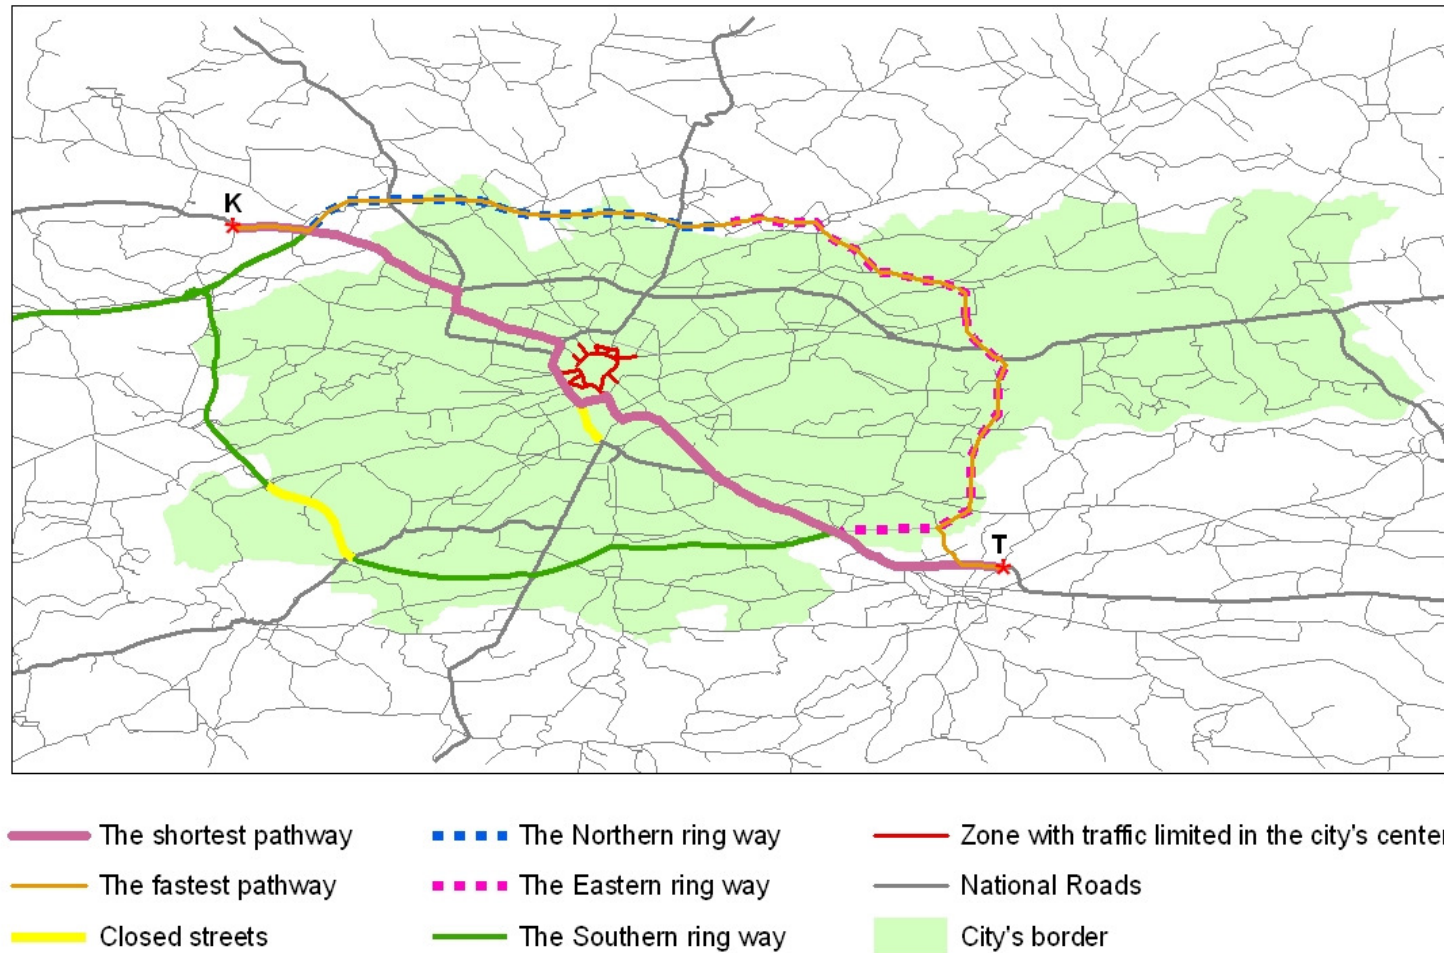 K
T
The shortest pathway
The Northern ring way
Zone with traffic limited in the city's center
The fastest pathway
The Eastern ring way
National Roads
Closed streets
The Southern ring way
City's border